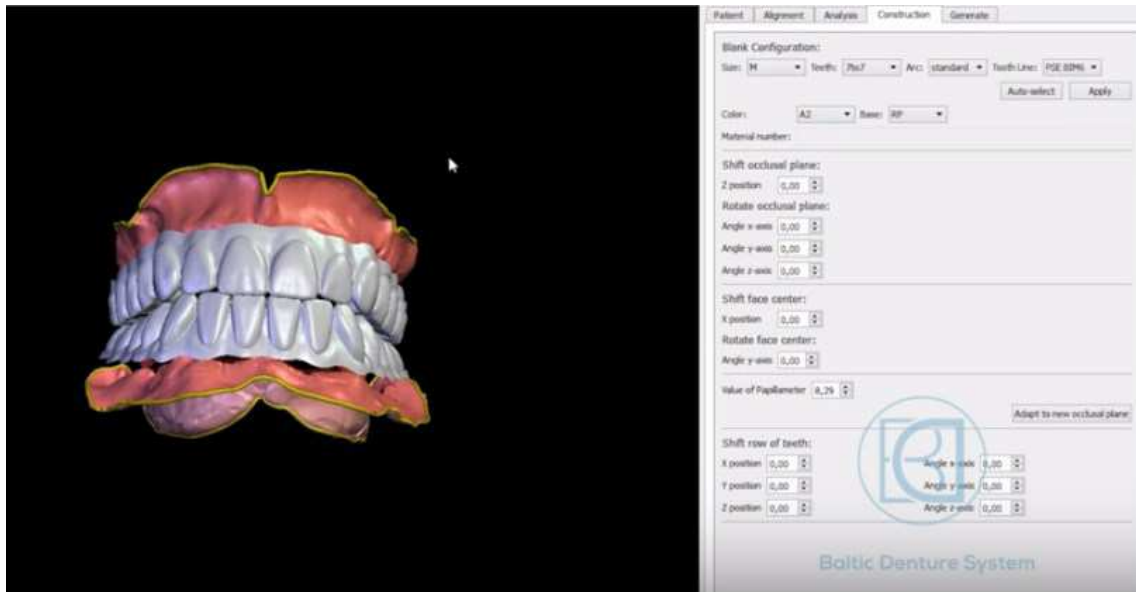 Patient Alignment Analysis Construction Generate
Blank Configuration:
Size: M Teeth: 7to7 Arc: standard Teeth Line: PSE BIM6
Auto-select Apply
Color: A2 Base: RP
Material number:
Shift occlusal plane:
Z position 0,00
Rotate occlusal plane:
Angle x-axis 0,00
Angle y-axis 0,00
Angle z-axis 0,00
Shift face center:
X position 0,00
Rotate face center:
Angle y-axis 0,00
Value of Papillameter 8,29
Adapt to new occlusal plane
Shift row of teeth:
X position 0,00 Angle x-axis 0,00
Y position 0,00 Angle y-axis 0,00
Z position 0,00 Angle z-axis 0,00
Baltic Denture System